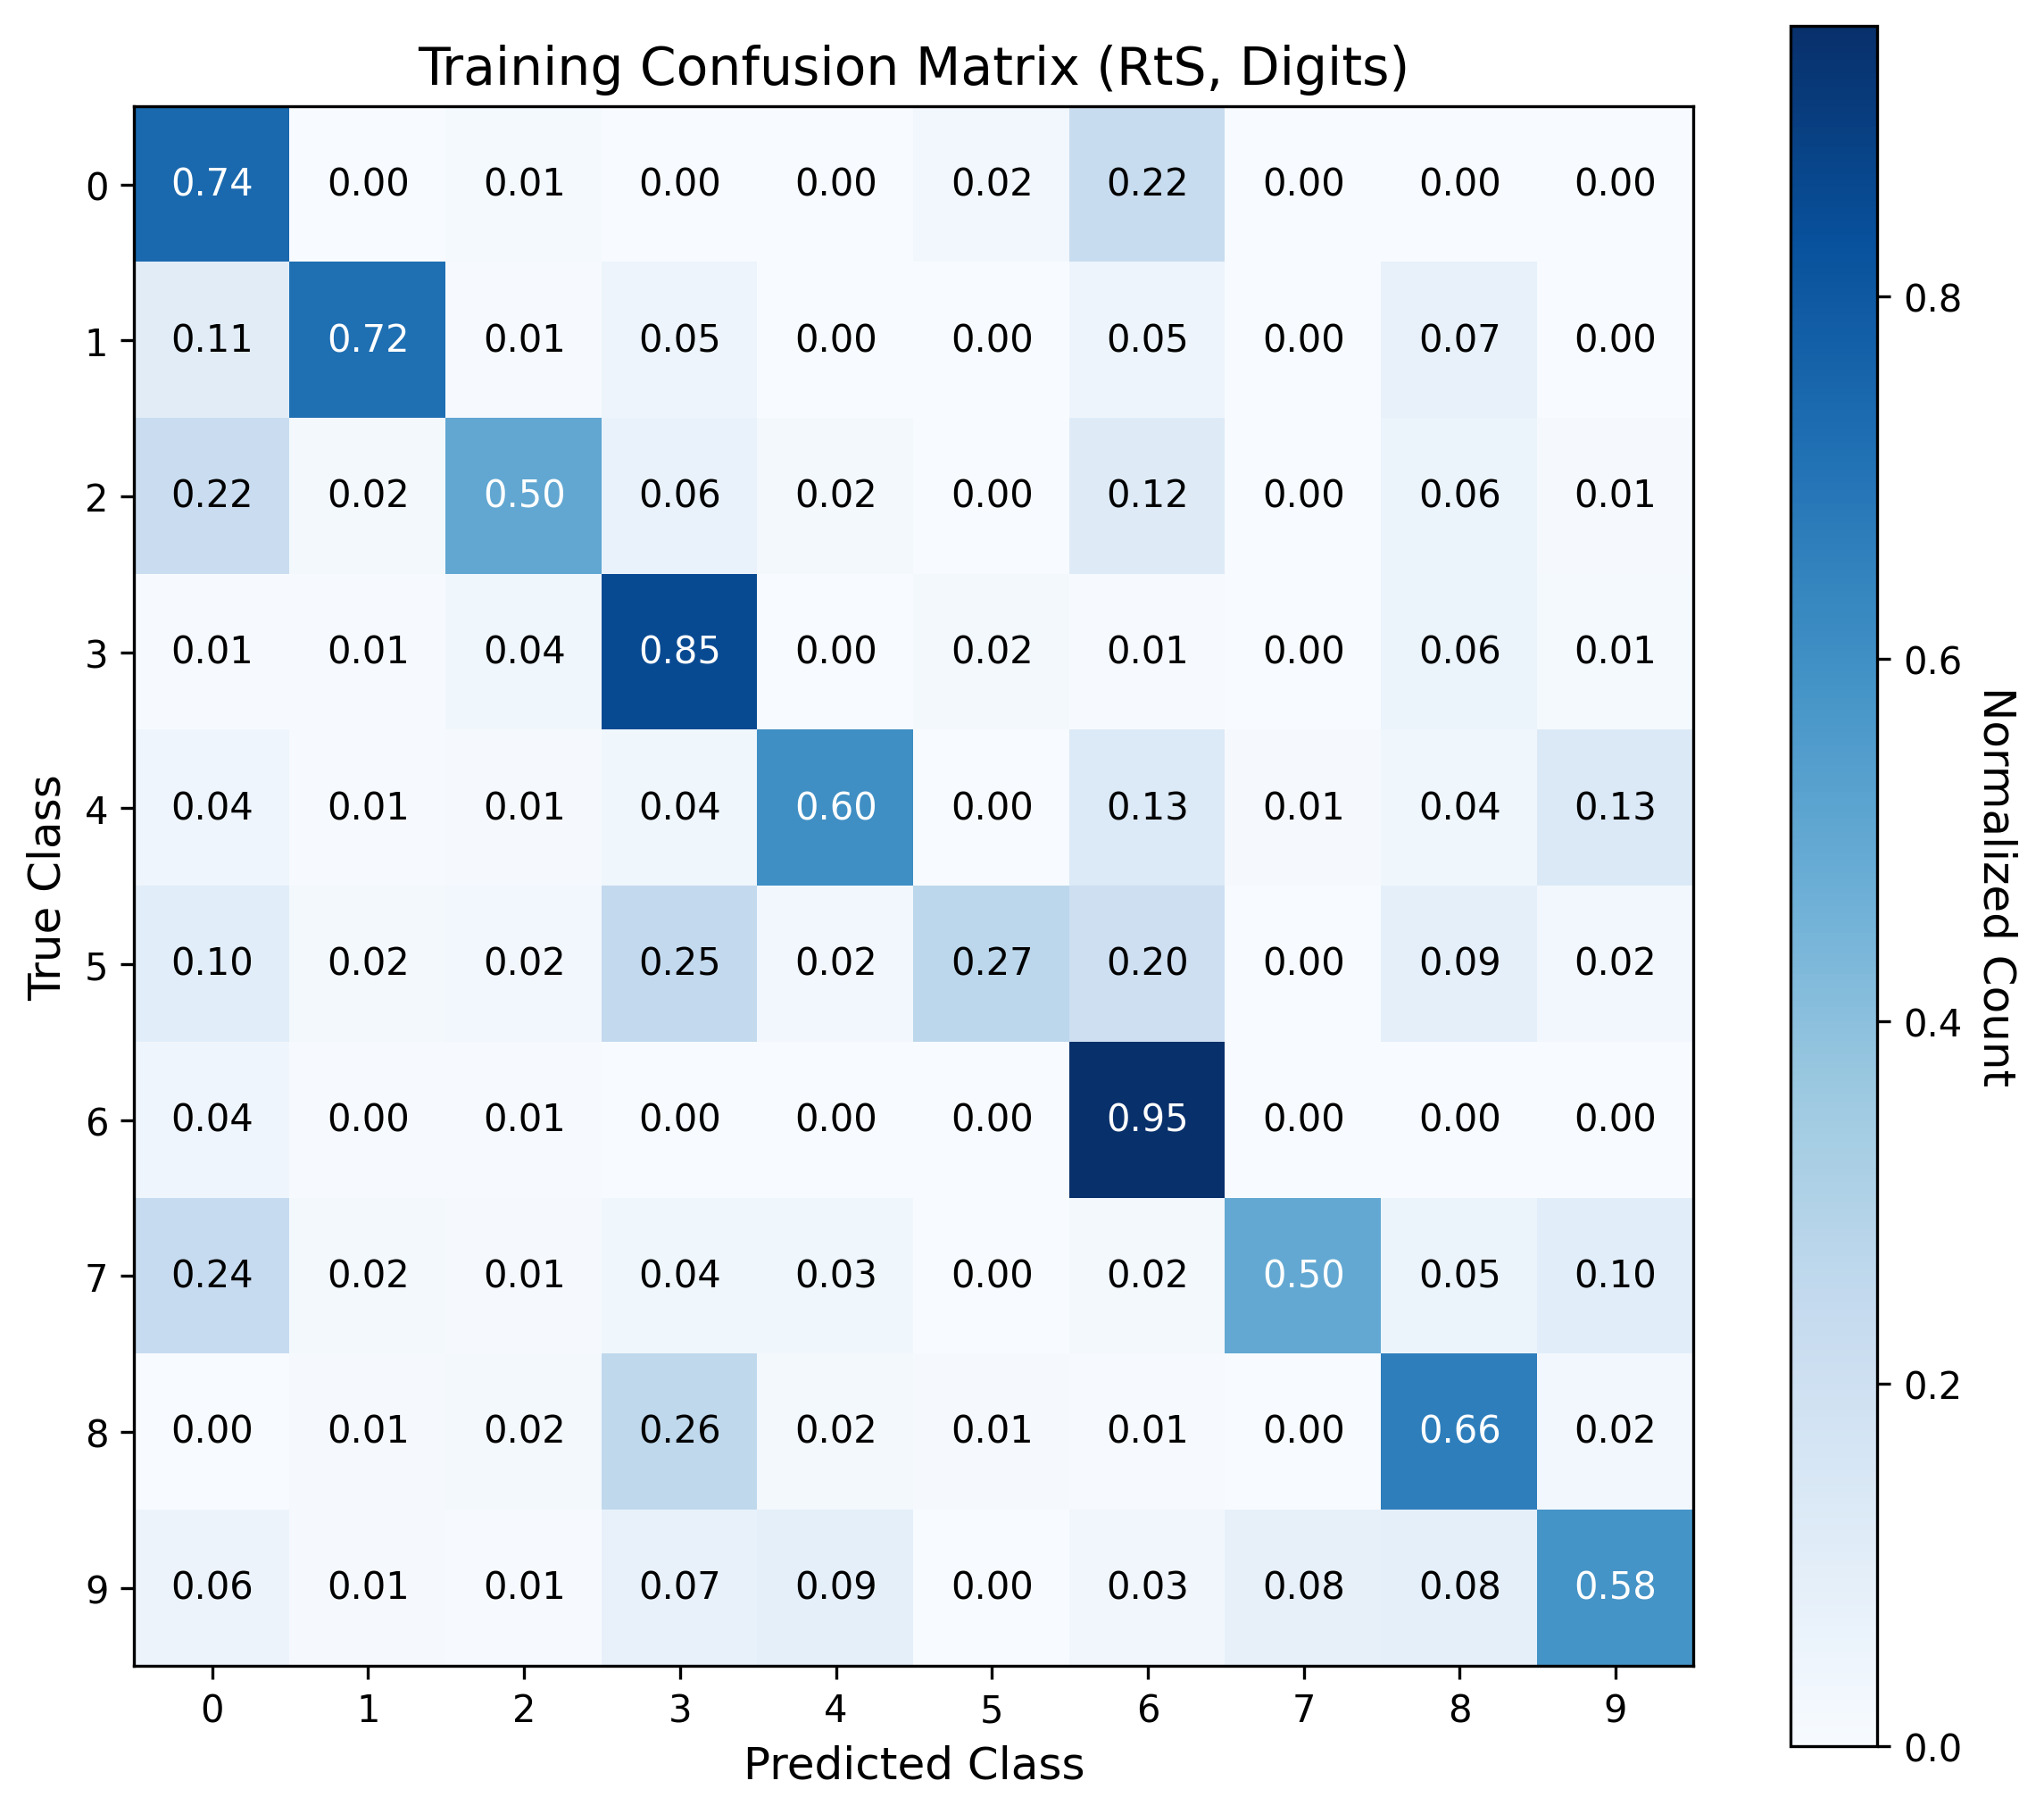 Training Confusion Matrix (RtS, Digits)
0 0.74 0.00 0.01 0.00 0.00 0.02 0.22 0.00 0.00 0.00
1 0.11 0.72 0.01 0.05 0.00 0.00 0.05 0.00 0.07 0.00
2 0.22 0.02 0.50 0.06 0.02 0.00 0.12 0.00 0.06 0.01
3 0.01 0.01 0.04 0.85 0.00 0.02 0.01 0.00 0.06 0.01
4 0.04 0.01 0.01 0.04 0.60 0.00 0.13 0.01 0.04 0.13
5 0.10 0.02 0.02 0.25 0.02 0.27 0.20 0.00 0.09 0.02
6 0.04 0.00 0.01 0.00 0.00 0.00 0.95 0.00 0.00 0.00
7 0.24 0.02 0.01 0.04 0.03 0.00 0.02 0.50 0.05 0.10
8 0.00 0.01 0.02 0.26 0.02 0.01 0.01 0.00 0.66 0.02
9 0.06 0.01 0.01 0.07 0.09 0.00 0.03 0.08 0.08 0.58
0 1 2 3 4 5 6 7 8 9
Predicted Class
True Class
0.8
0.6
0.4
0.2
0.0
Normalized Count